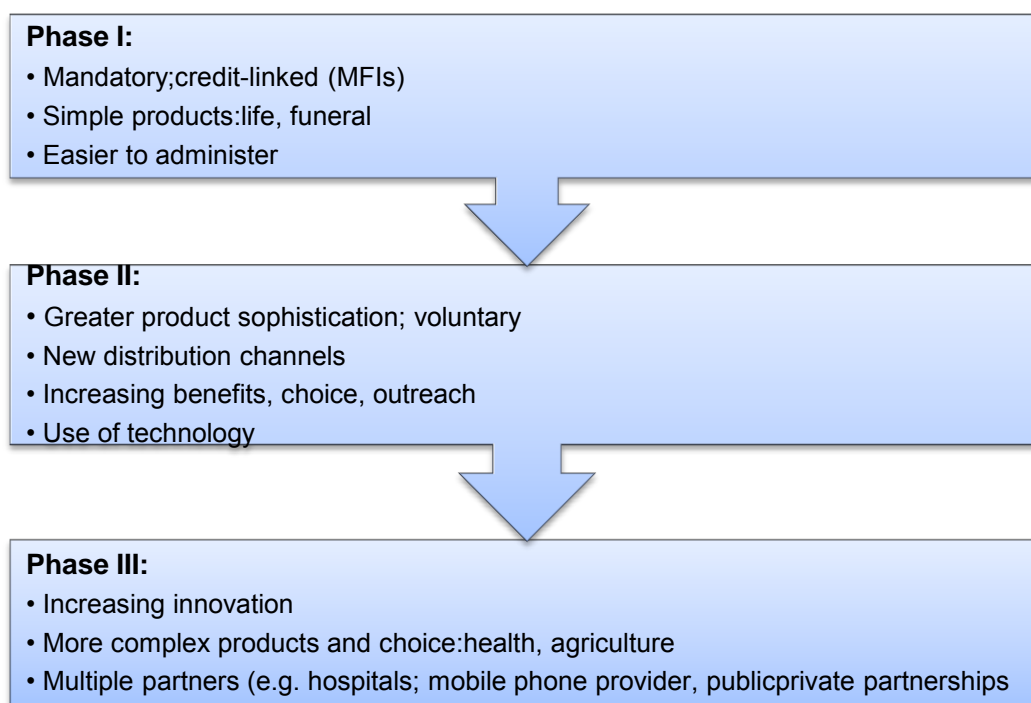 Phase I:
• Mandatory;credit-linked (MFIs)
• Simple products:life, funeral
• Easier to administer
Phase II:
• Greater product sophistication; voluntary
• New distribution channels
• Increasing benefits, choice, outreach
• Use of technology
Phase III:
• Increasing innovation
• More complex products and choice:health, agriculture
• Multiple partners (e.g. hospitals; mobile phone provider, publicprivate partnerships